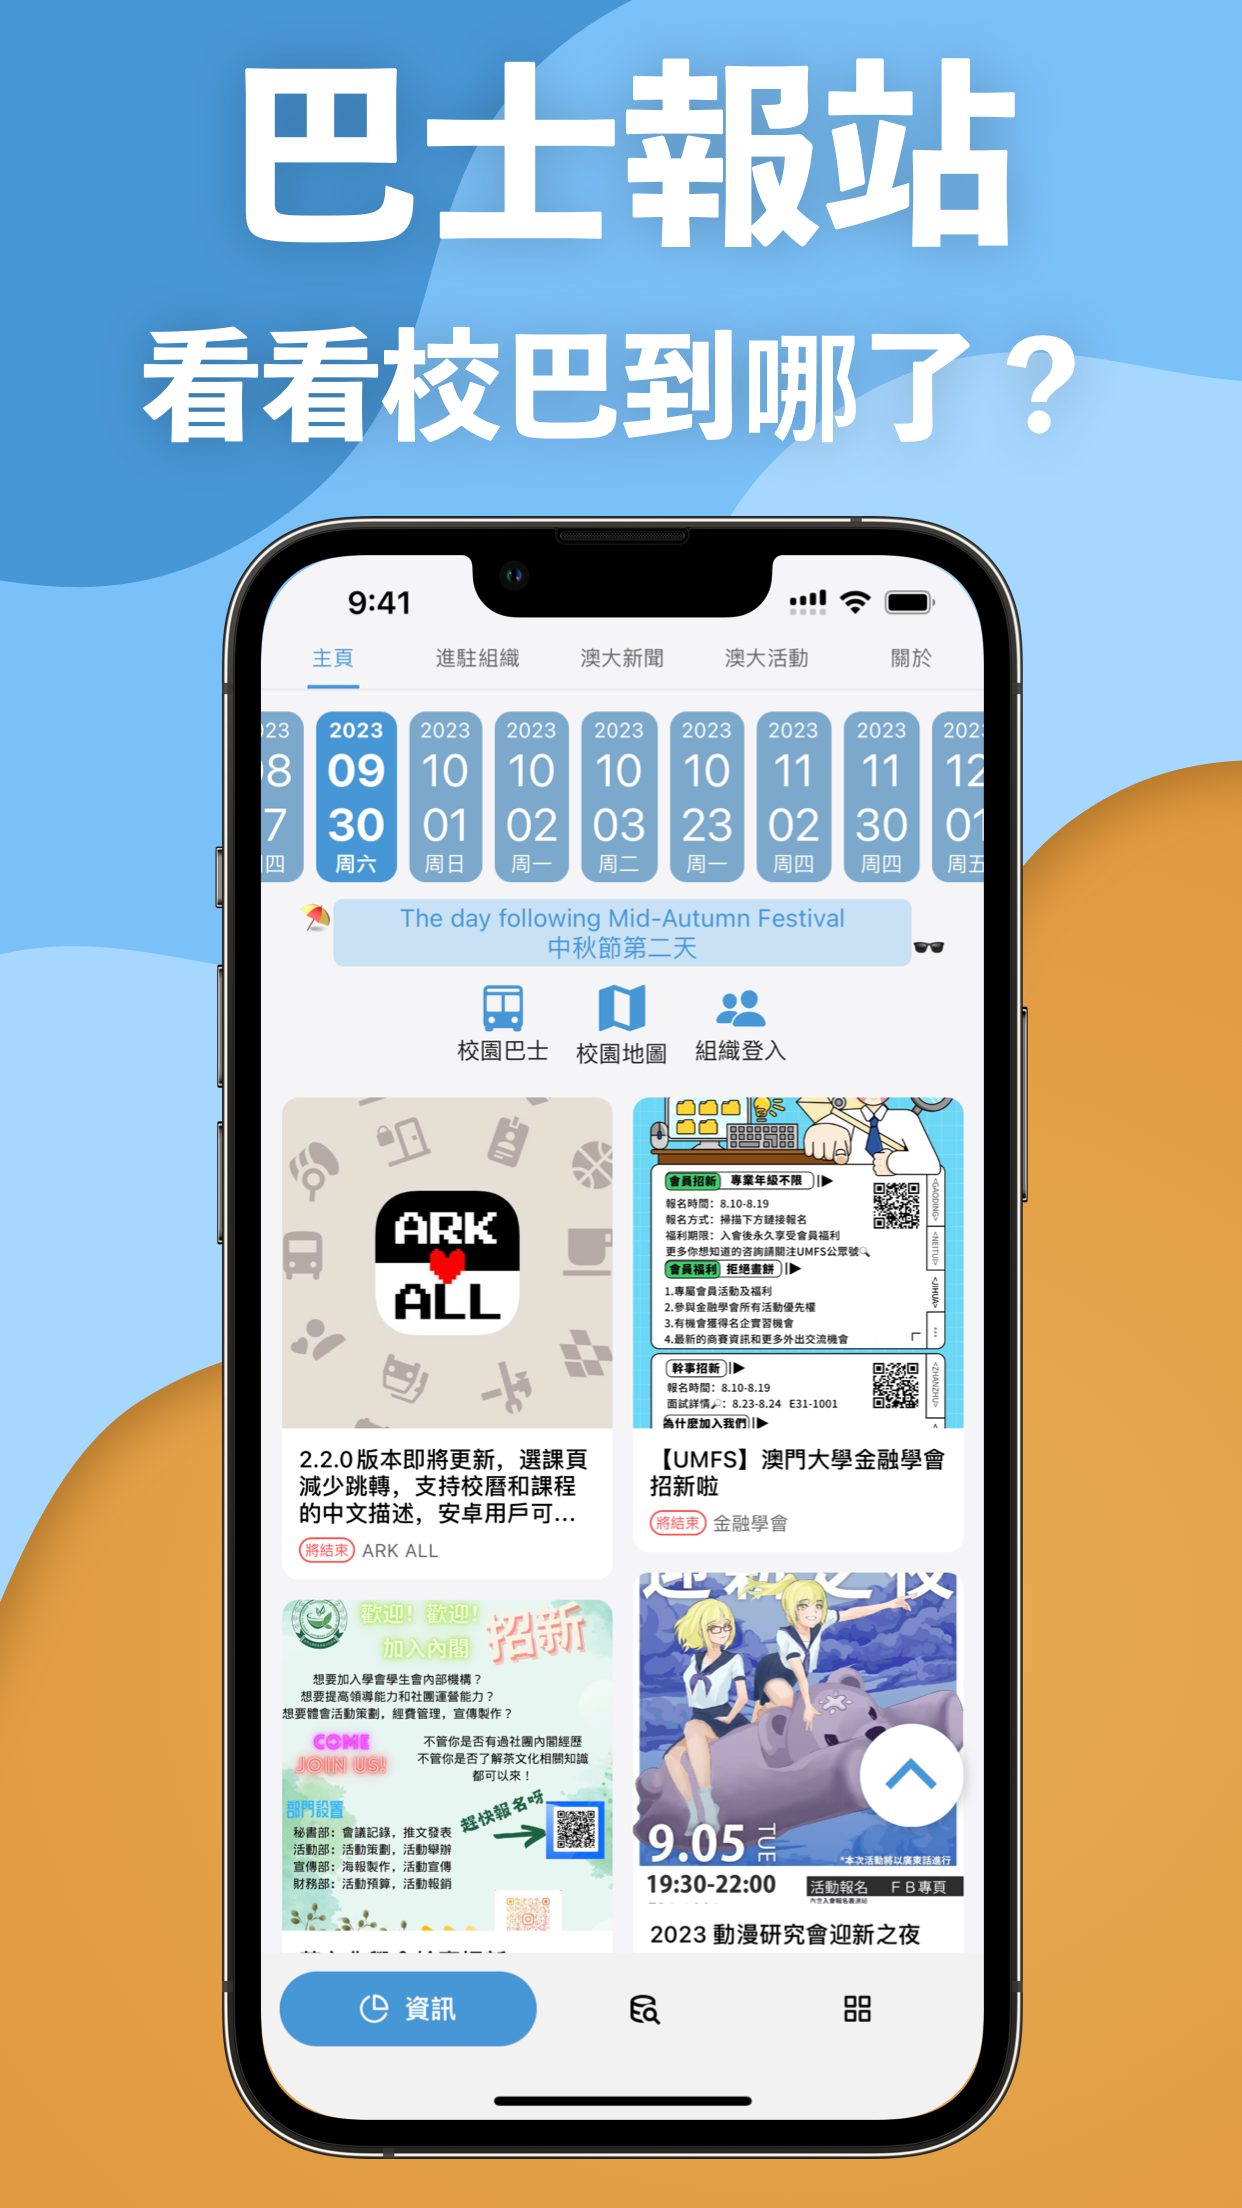 巴士報站
看看校巴到哪了？
9:41
主頁 進駐組織 澳大新聞 澳大活動 關於
023 2023 2023 2023 2023 2023 2023 2023 202
8 09 10 10 10 10 11 11 12
7 30 01 02 03 23 02 30 01
四 周六 周日 周一 周二 周一 周四 周四 周五
The day following Mid-Autumn Festival
中秋節第二天
校園巴士 校園地圖 組織登入
ARK
ALL
2.2.0版本即將更新，選課頁
減少跳轉，支持校曆和課程
的中文描述，安卓用戶可...
將結束 ARK ALL
會員招新 專業年級不限
報名時間：8.10-8.19
報名方式：掃描下方鏈接報名
福利期限：入會後永久享受會員福利
更多你想知道的咨詢請關注UMFS公眾號
會員福利 拒絕畫餅
1.專屬會員活動及福利
2.參與金融學會所有活動優先權
3.有機會獲得名企實習機會
4.最新的商賽資訊和更多外出交流機會
<GAODING>
<NEITU>
<JIHUA>
...
幹事招新
報名時間：8.10-8.19
面試詳情：8.23-8.24 E31-1001
為什麼加入我們
<ZHANZHU>
【UMFS】澳門大學金融學會
招新啦
將結束 金融學會
歡迎！歡迎！
加入內閣
招新
想要加入學會學生會內部機構？
想要提高領導能力和社團運營能力？
想要體會活動策劃，經費管理，宣傳製作？
COME
JOIN US!
不管你是否有過社團內閣經歷
不管你是否了解茶文化相關知識
都可以來！
部門設置
秘書部：會議記錄，推文發表
活動部：活動策劃，活動舉辦
宣傳部：海報製作，活動宣傳
財務部：活動預算，活動報銷
趕快報名呀
迎新之夜
9.05 TUE
*本次活動將以廣東話進行
19:30-22:00
活動報名 FB專頁
2023 動漫研究會迎新之夜
資訊